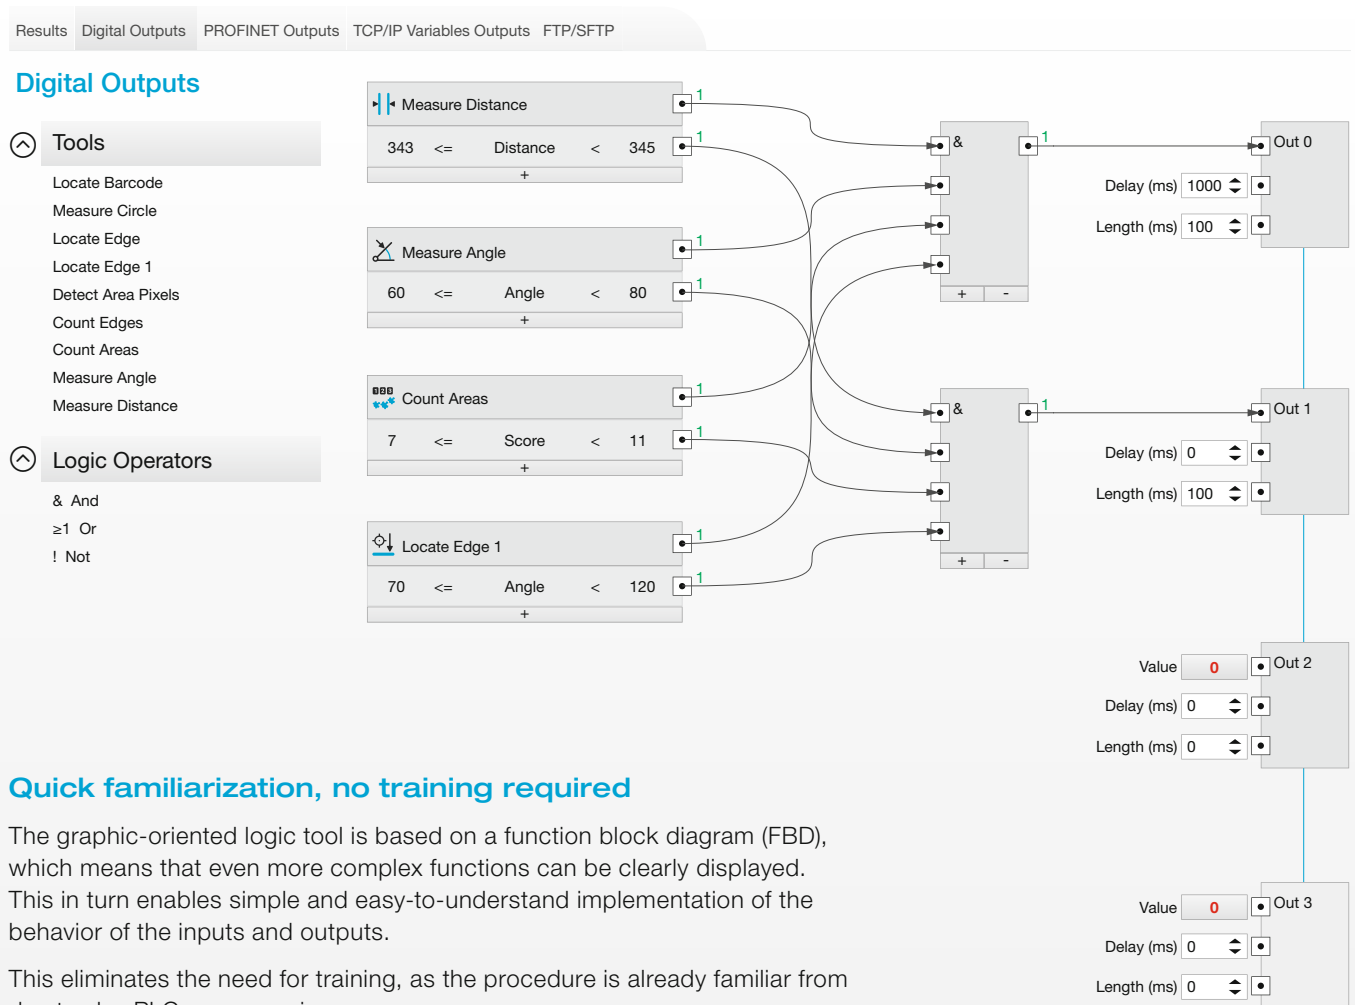 Results Digital Outputs PROFINET Outputs TCP/IP Variables Outputs FTP/SFTP
Digital Outputs
Tools
Locate Barcode
Measure Circle
Locate Edge
Locate Edge 1
Detect Area Pixels
Count Edges
Count Areas
Measure Angle
Measure Distance
Logic Operators
& And
≥1 Or
! Not
Measure Distance 1
343 <= Distance < 345 1
+
Measure Angle 1
60 <= Angle < 80 1
+
123
Count Areas 1
7 <= Score < 11 1
+
Locate Edge 1 1
70 <= Angle < 120 1
+
& 1
+ -
& 1
+ -
Out 0
Delay (ms) 1000
Length (ms) 100
Out 1
Delay (ms) 0
Length (ms) 100
Value 0 Out 2
Delay (ms) 0
Length (ms) 0
Value 0 Out 3
Delay (ms) 0
Length (ms) 0
Quick familiarization, no training required
The graphic-oriented logic tool is based on a function block diagram (FBD),
which means that even more complex functions can be clearly displayed.
This in turn enables simple and easy-to-understand implementation of the
behavior of the inputs and outputs.
This eliminates the need for training, as the procedure is already familiar from